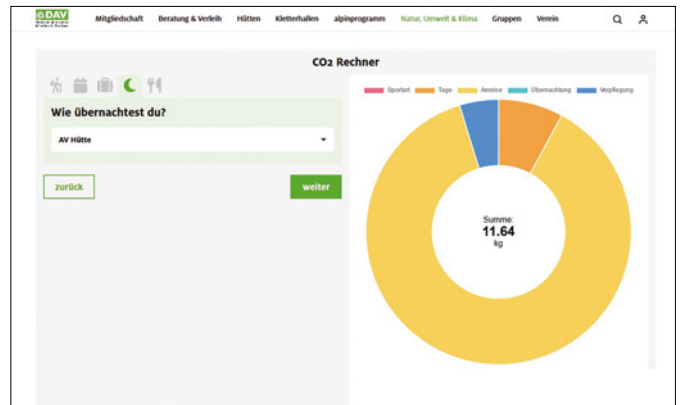 DAV
Mitgliedschaft Beratung & Verleih Hütten Kletterhallen alpinprogramm Natur, Umwelt & Klima Gruppen Verein
CO2 Rechner
Wie übernachtest du?
AV Hütte
zurück weiter
Sportart Tage Anreise Übernachtung Verpflegung
Summe:
11.64
kg